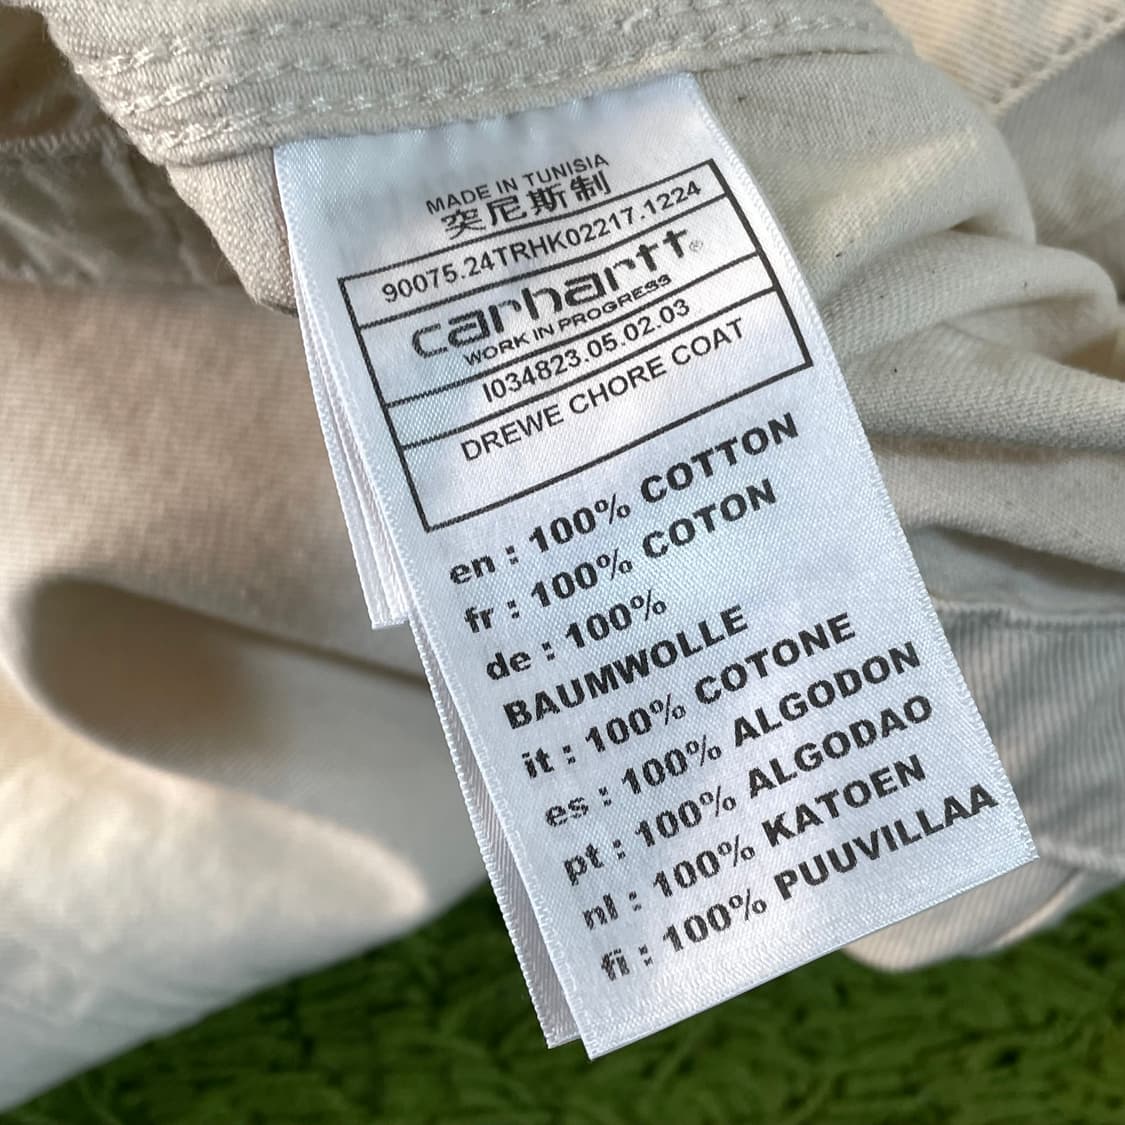 MADE IN TUNISIA
突尼斯制
90075.24TRHK02217.1224
carhartt®
WORK IN PROGRESS
I034823.05.02.03
DREWE CHORE COAT
en : 100% COTTON
fr : 100% COTON
de : 100%
BAUMWOLLE
it : 100% COTONE
es : 100% ALGODON
pt : 100% ALGODAO
nl : 100% KATOEN
fi : 100% PUUVILLAA